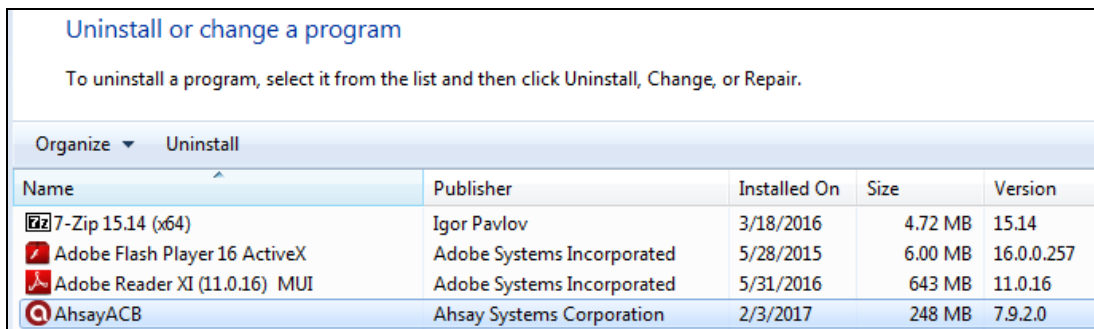 Uninstall or change a program
To uninstall a program, select it from the list and then click Uninstall, Change, or Repair.
Organize Uninstall
Name Publisher Installed On Size Version
7z 7-Zip 15.14 (x64) Igor Pavlov 3/18/2016 4.72 MB 15.14
Adobe Flash Player 16 ActiveX Adobe Systems Incorporated 5/28/2015 6.00 MB 16.0.0.257
Adobe Reader XI (11.0.16) MUI Adobe Systems Incorporated 5/31/2016 643 MB 11.0.16
AhsayACB Ahsay Systems Corporation 2/3/2017 248 MB 7.9.2.0